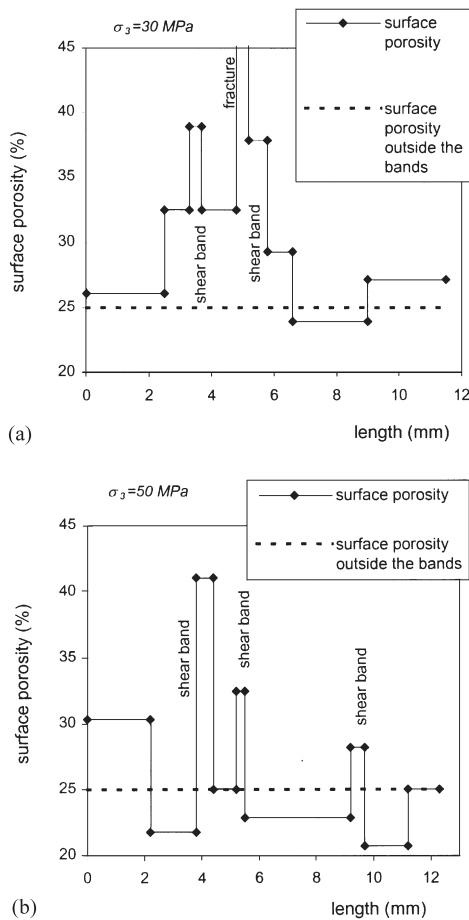 σ₃=30 MPa
surface
porosity
surface
porosity
outside the
bands
45
40
35
30
25
20
surface porosity (%)
shear band
fracture
shear band
0 2 4 6 8 10 12
length (mm)
(a)
σ₃=50 MPa
surface porosity
surface porosity
outside the bands
45
40
35
30
25
20
surface porosity (%)
shear band
shear band
shear band
0 2 4 6 8 10 12
length (mm)
(b)